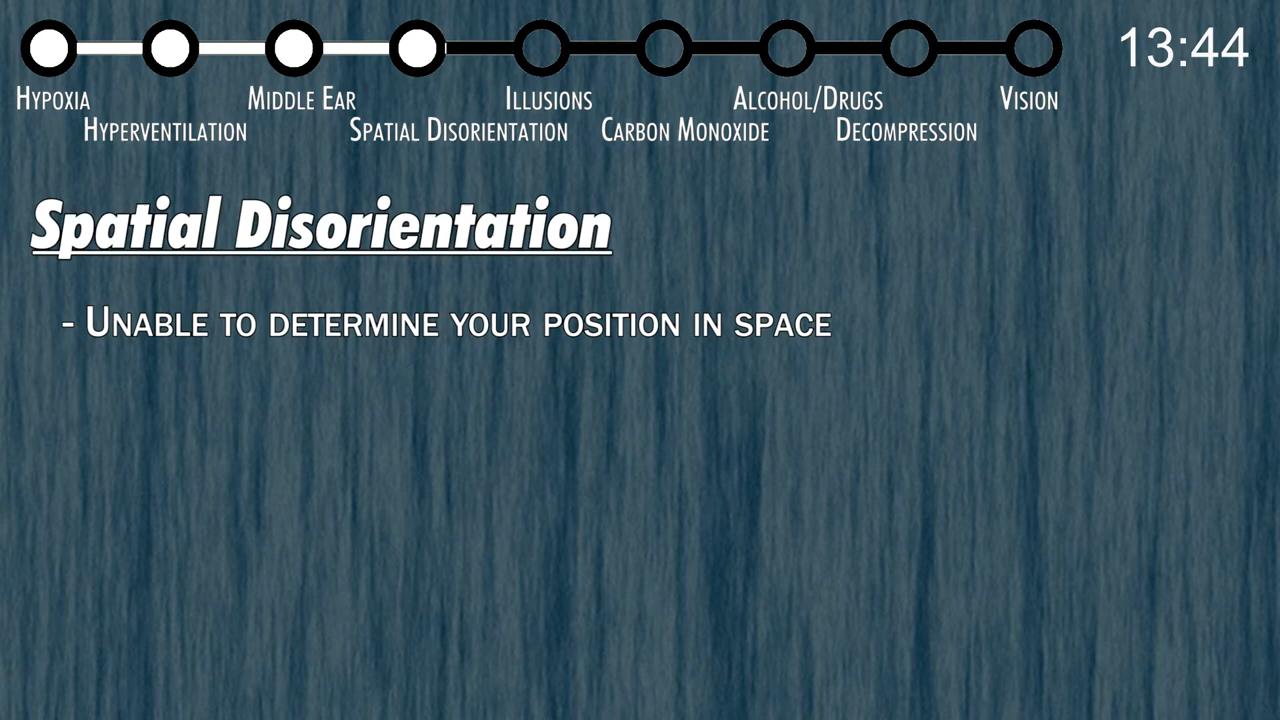 13:44
Hypoxia Middle Ear Illusions Alcohol/Drugs Vision
Hyperventilation Spatial Disorientation Carbon Monoxide Decompression
Spatial Disorientation
- Unable to determine your position in space